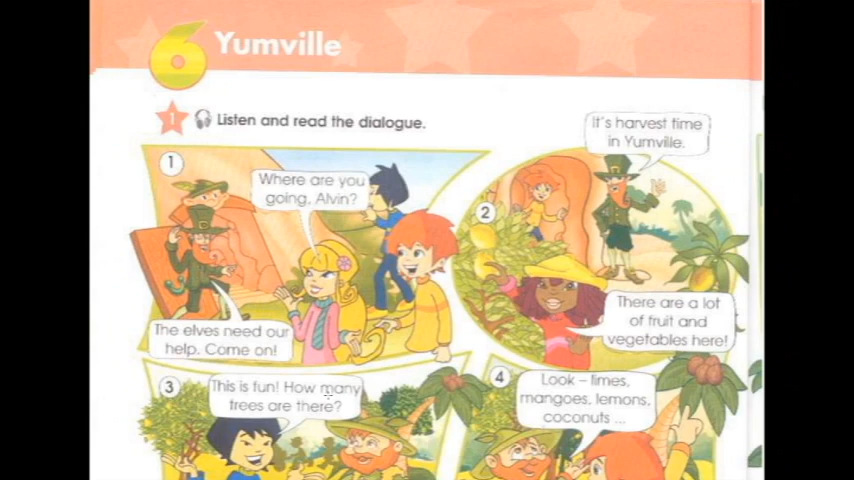 6 Yumville
1 Listen and read the dialogue.
1
Where are you
going, Alvin?
The elves need our
help. Come on!
It's harvest time
in Yumville.
2
There are a lot
of fruit and
vegetables here!
3
This is fun! How many
trees are there?
4
Look – limes,
mangoes, lemons,
coconuts ...